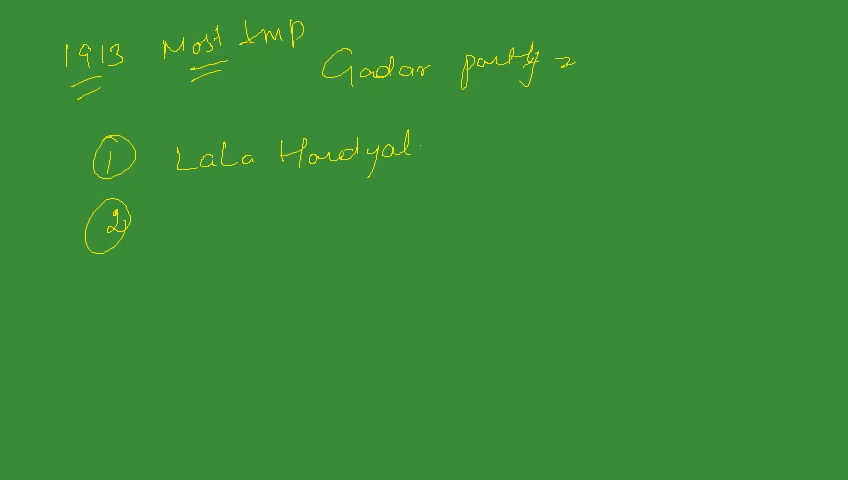 1913 Most Imp
Gadar party =
① LaLa Hardyal
②